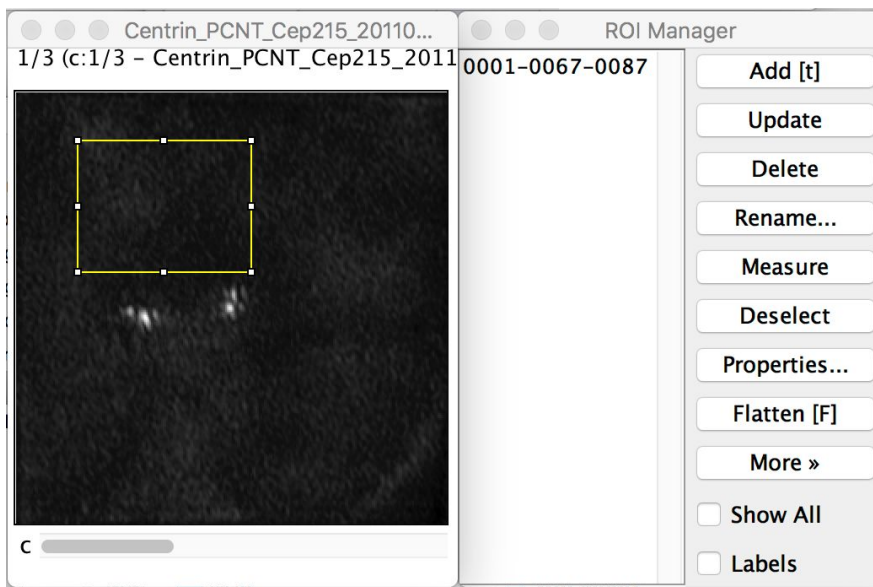 Centrin_PCNT_Cep215_20110...
ROI Manager
1/3 (c:1/3 - Centrin_PCNT_Cep215_2011
0001-0067-0087
Add [t]
Update
Delete
Rename...
Measure
Deselect
Properties...
Flatten [F]
More »
Show All
Labels
c